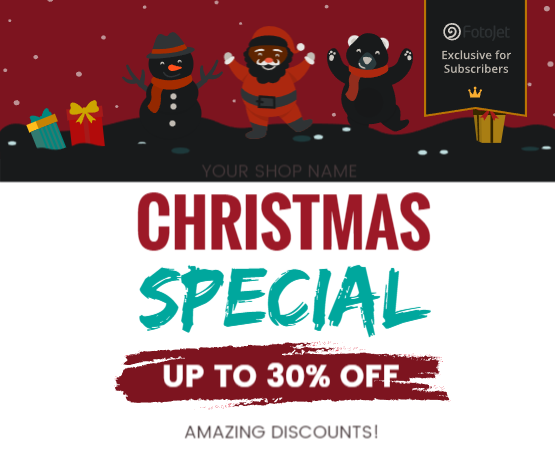 FotoJet
Exclusive for
Subscribers
YOUR SHOP NAME
CHRISTMAS
SPECIAL
UP TO 30% OFF
AMAZING DISCOUNTS!